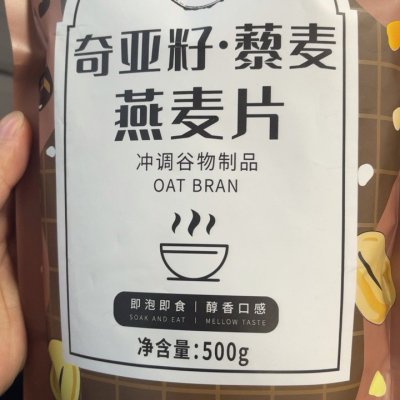 奇亚籽·藜麦
燕麦片
冲调谷物制品
OAT BRAN
即泡即食 | 醇香口感
SOAK AND EAT | MELLOW TASTE
净含量:500g